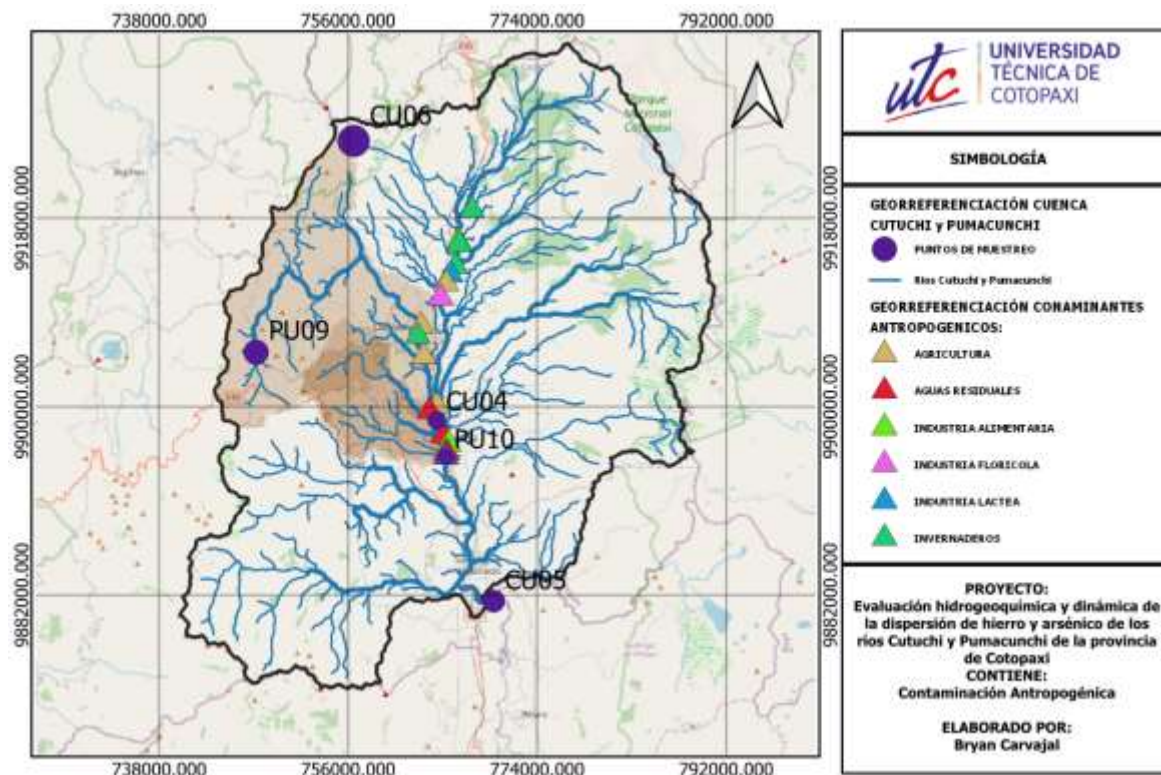 738000.000 756000.000 774000.000 792000.000
9918000.000
9900000.000
9882000.000
9918000.000
9900000.000
9882000.000
738000.000 756000.000 774000.000 792000.000
CU06
PU09
CU04
PU10
CU05
Parque
Nacional
Cotopaxi
utc
UNIVERSIDAD
TÉCNICA DE
COTOPAXI
SIMBOLOGÍA
GEORREFERENCIACIÓN CUENCA
CUTUCHI y PUMACUNCHI
PUNTOS DE MUESTREO
Ríos Cutuchi y Pumacunchi
GEORREFERENCIACIÓN CONAMINANTES
ANTROPOGENICOS:
AGRICULTURA
AGUAS RESIDUALES
INDUSTRIA ALIMENTARIA
INDUSTRIA FLORICOLA
INDUSTRIA LACTEA
INVERNADEROS
PROYECTO:
Evaluación hidrogeoquímica y dinámica de
la dispersión de hierro y arsénico de los
ríos Cutuchi y Pumacunchi de la provincia
de Cotopaxi
CONTIENE:
Contaminación Antropogénica
ELABORADO POR:
Bryan Carvajal